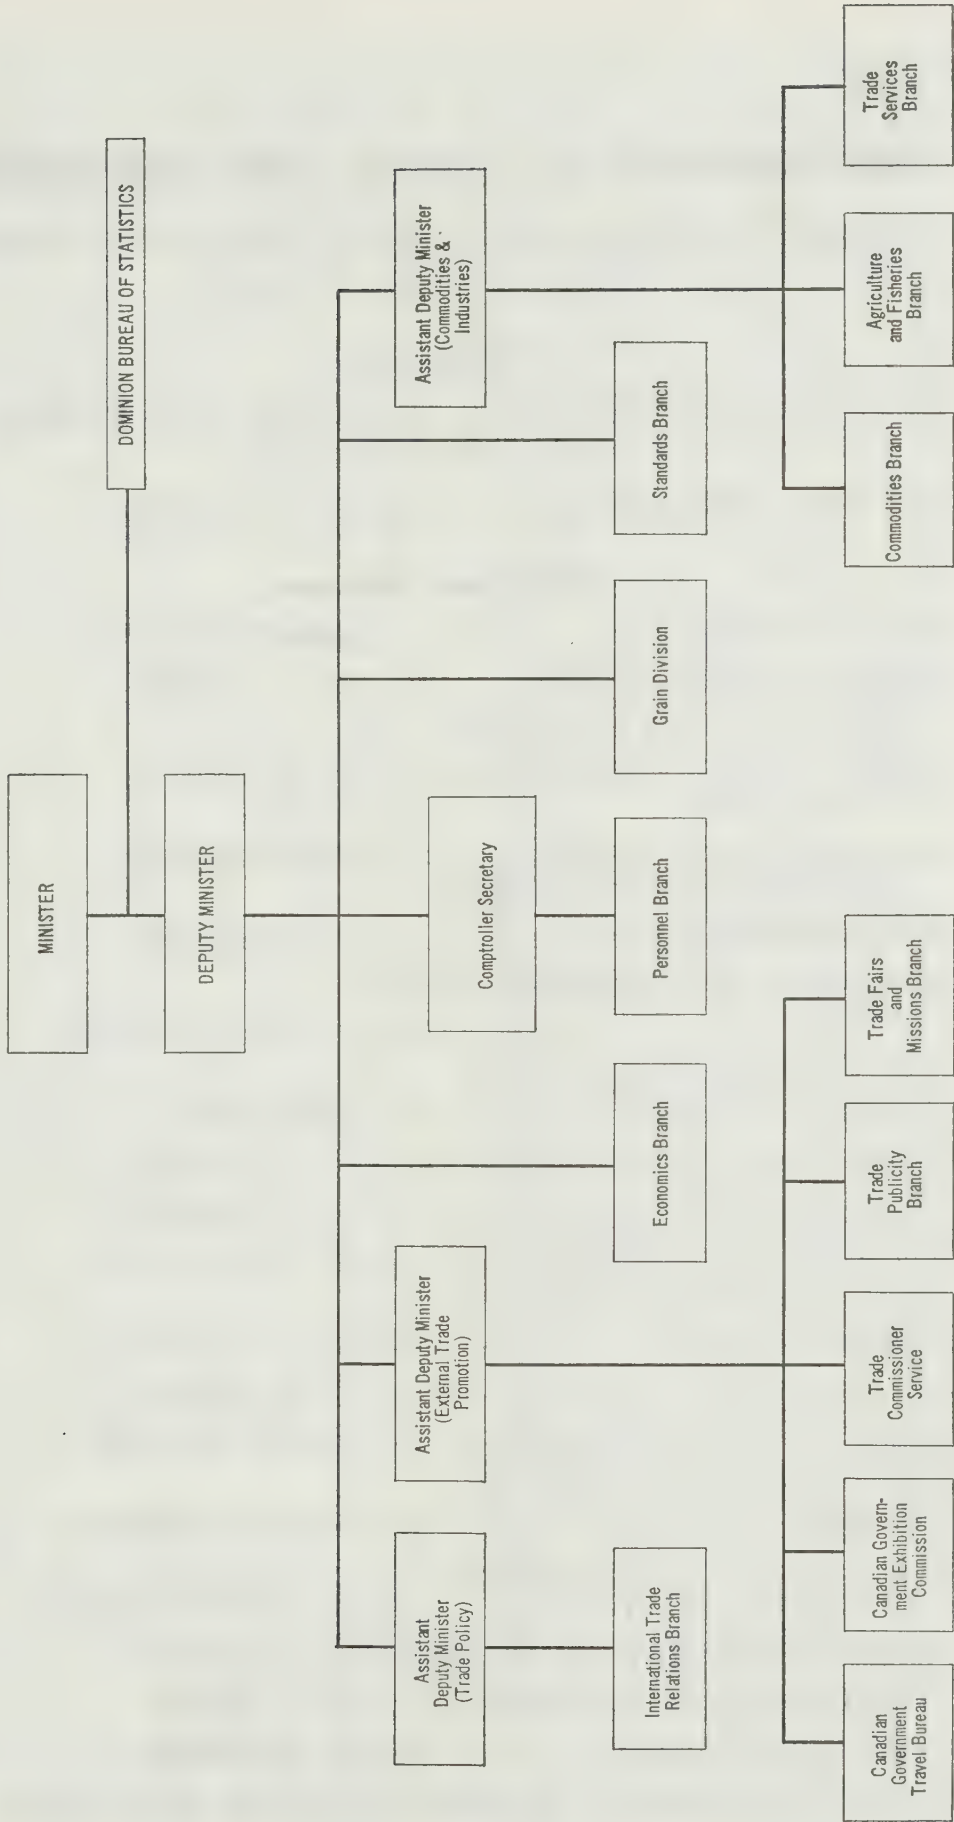 MINISTER
DOMINION BUREAU OF STATISTICS
DEPUTY MINISTER
Assistant
Deputy Minister
(Trade Policy)
Assistant Deputy Minister
(External Trade
Promotion)
Comptroller Secretary
Assistant Deputy Minister
(Commodities &
Industries)
International Trade
Relations Branch
Economics Branch
Personnel Branch
Grain Division
Standards Branch
Canadian
Government
Travel Bureau
Canadian Govern-
ment Exhibition
Commission
Trade
Commissioner
Service
Trade
Publicity
Branch
Trade Fairs
and
Missions Branch
Commodities Branch
Agriculture
and Fisheries
Branch
Trade
Services
Branch